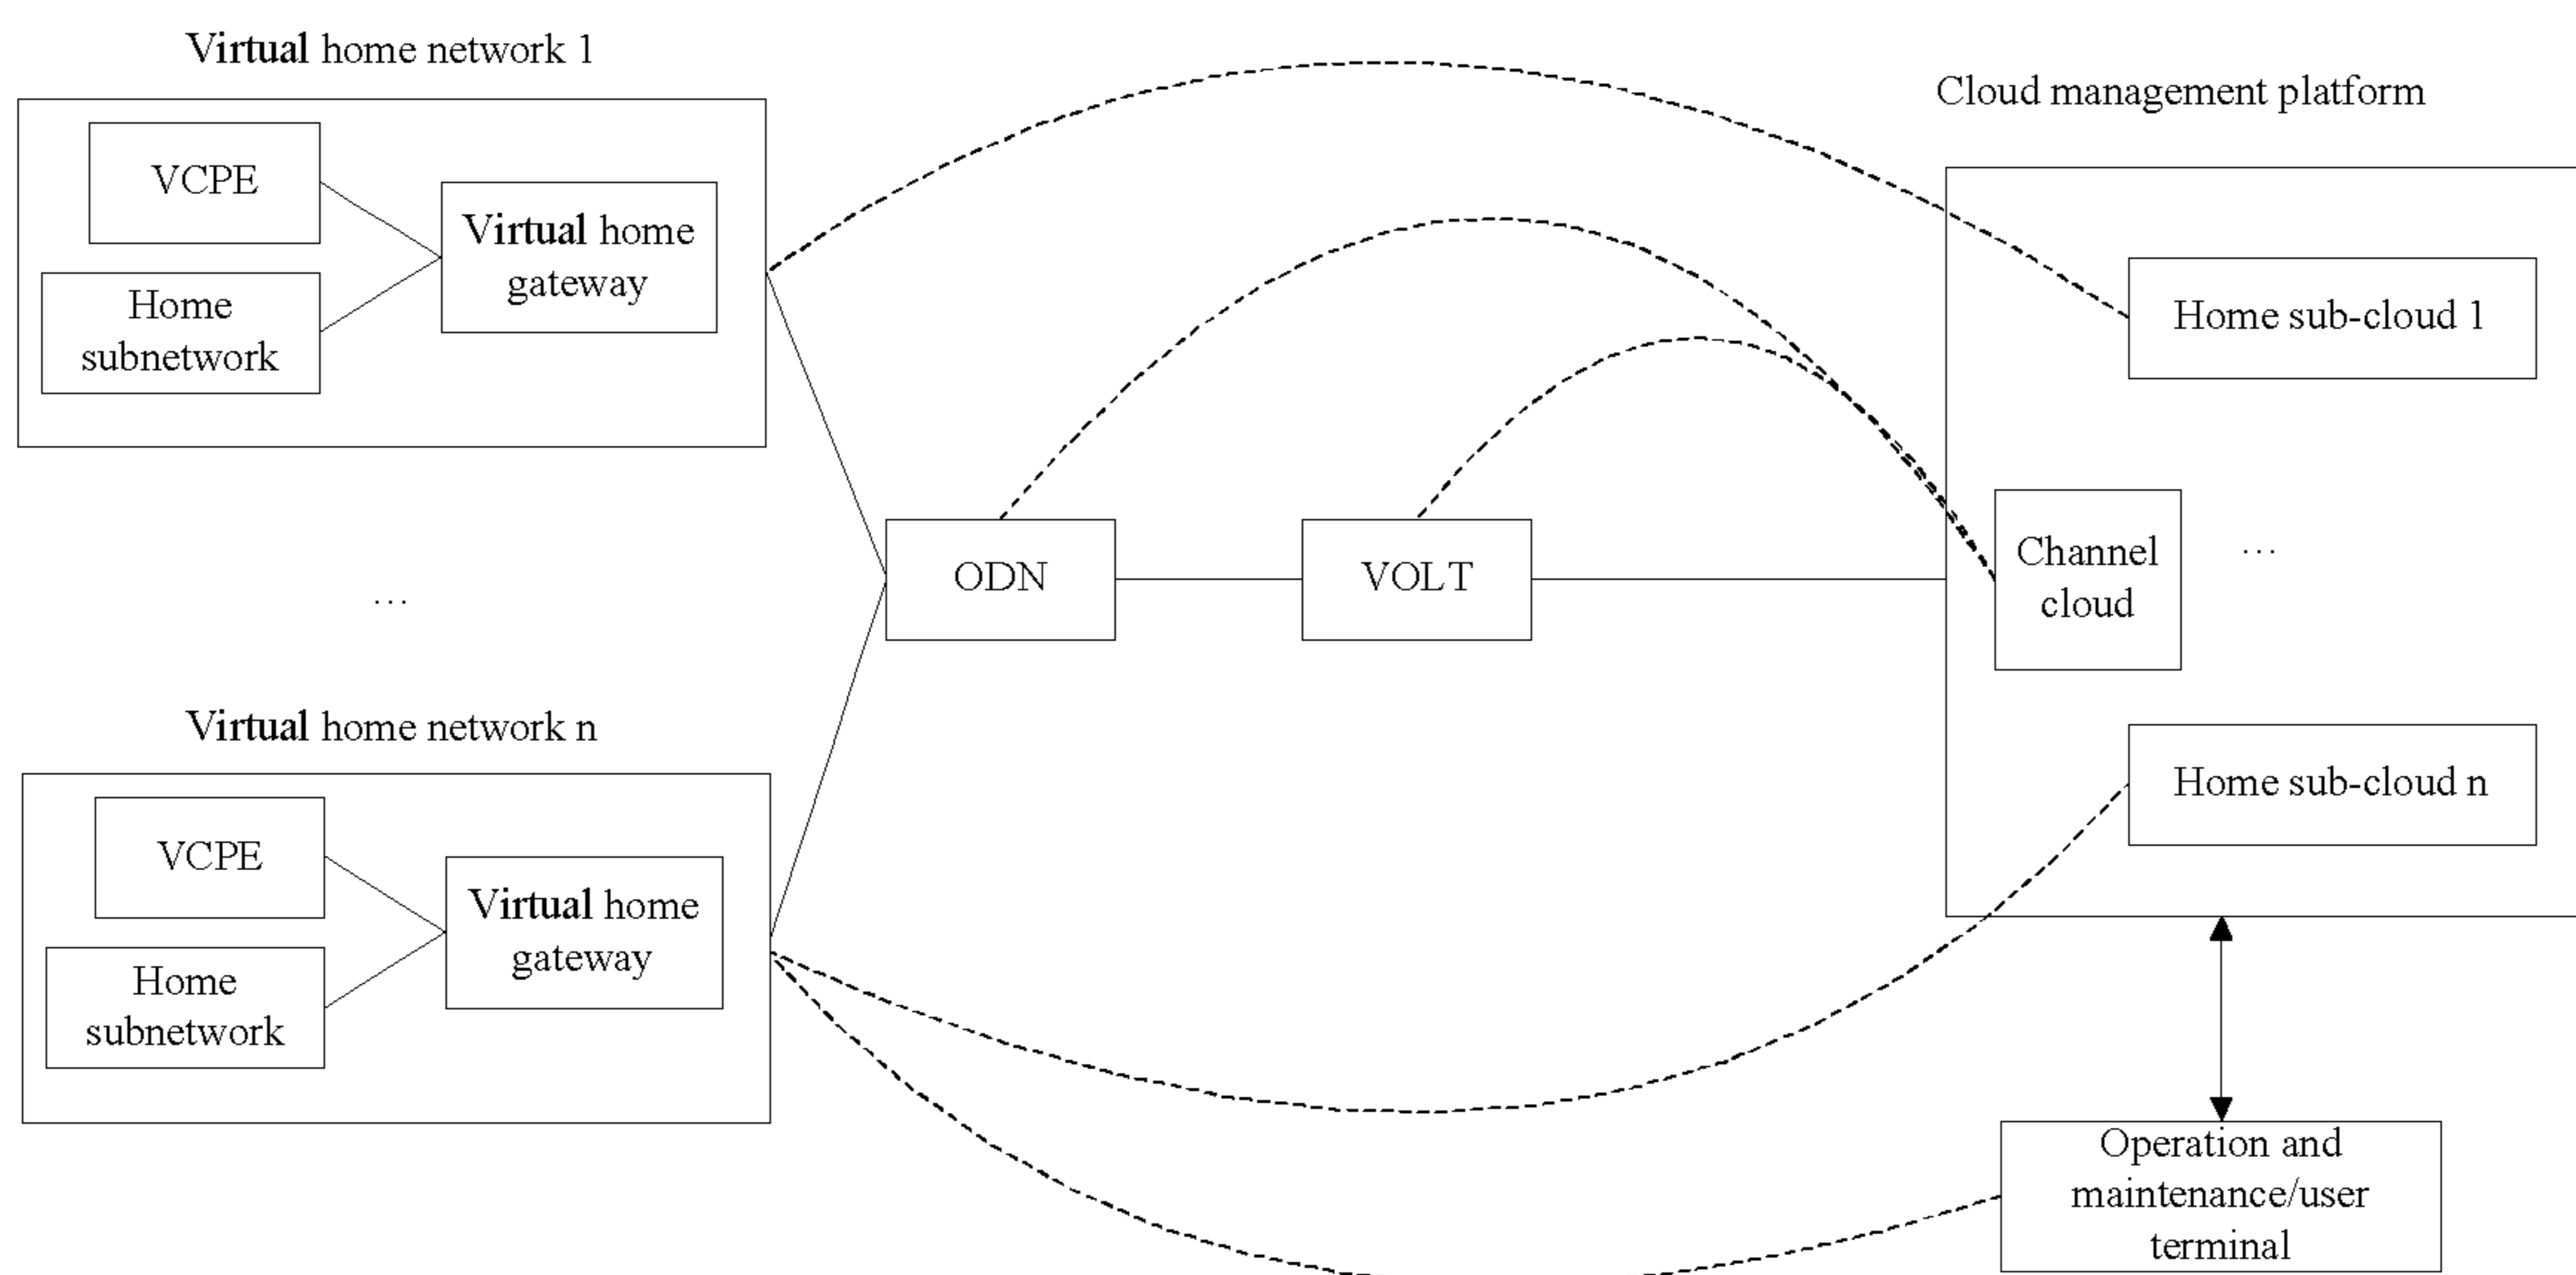 Virtual home network 1
Cloud management platform
VCPE
Virtual home
gateway
Home
subnetwork
Home sub-cloud 1
ODN
VOLT
Channel
cloud
...
...
Virtual home network n
Home sub-cloud n
VCPE
Virtual home
gateway
Home
subnetwork
Operation and
maintenance/user
terminal